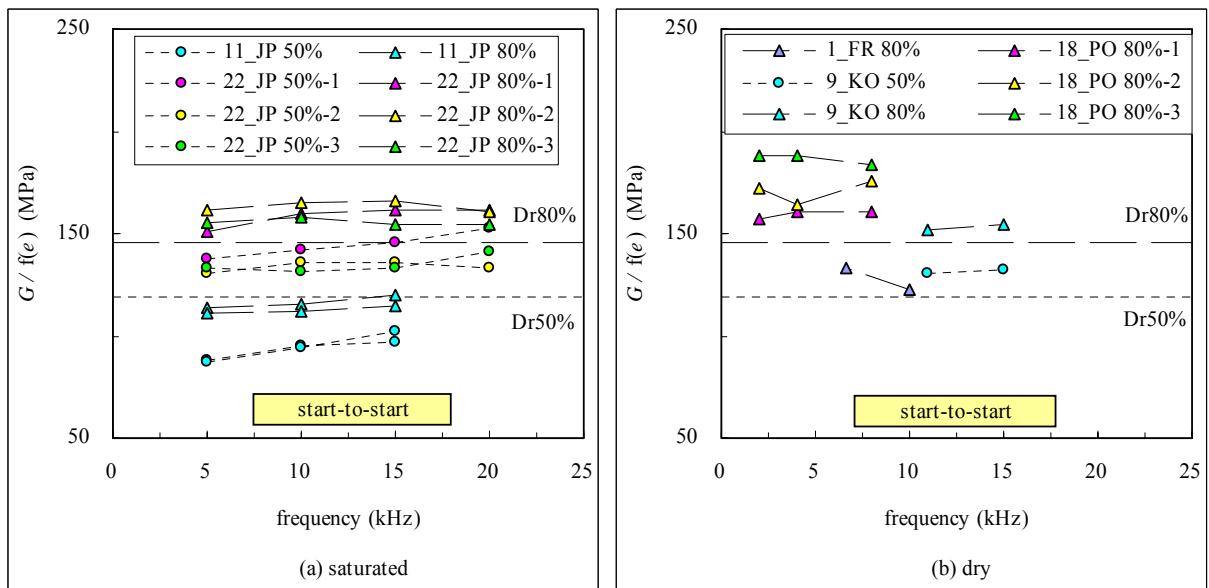 250
150
50
G / f(e) (MPa)
11_JP 50%
11_JP 80%
22_JP 50%-1
22_JP 80%-1
22_JP 50%-2
22_JP 80%-2
22_JP 50%-3
22_JP 80%-3
Dr80%
Dr50%
start-to-start
0 5 10 15 20 25
frequency (kHz)
(a) saturated
250
150
50
G / f(e) (MPa)
1_FR 80%
18_PO 80%-1
9_KO 50%
18_PO 80%-2
9_KO 80%
18_PO 80%-3
Dr80%
Dr50%
start-to-start
0 5 10 15 20 25
frequency (kHz)
(b) dry